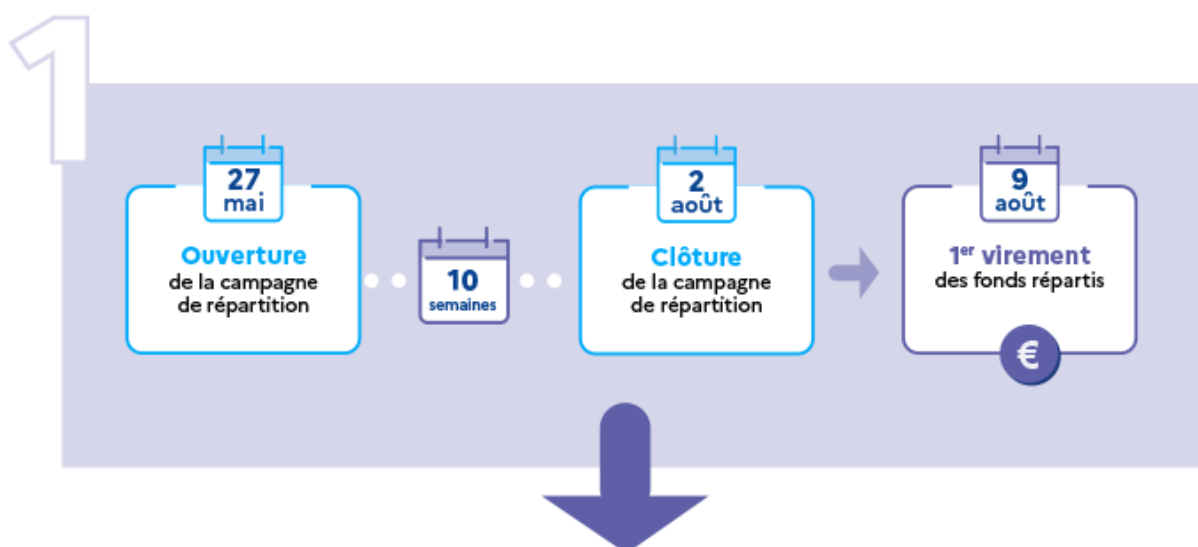 1
27
mai
Ouverture
de la campagne
de répartition
10
semaines
2
août
Clôture
de la campagne
de répartition
9
août
1er virement
des fonds répartis
€